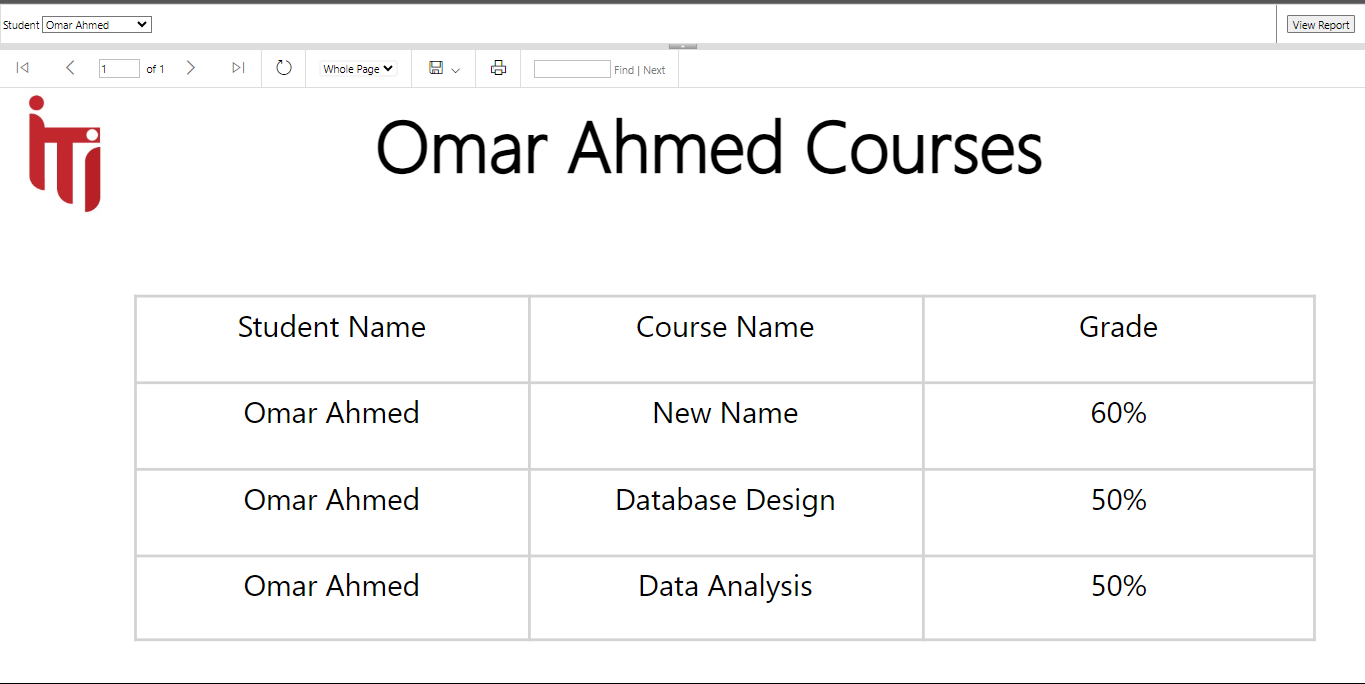 Student Omar Ahmed View Report
1 of 1 Whole Page Find | Next
iTi
Omar Ahmed Courses
Student Name Course Name Grade
Omar Ahmed New Name 60%
Omar Ahmed Database Design 50%
Omar Ahmed Data Analysis 50%